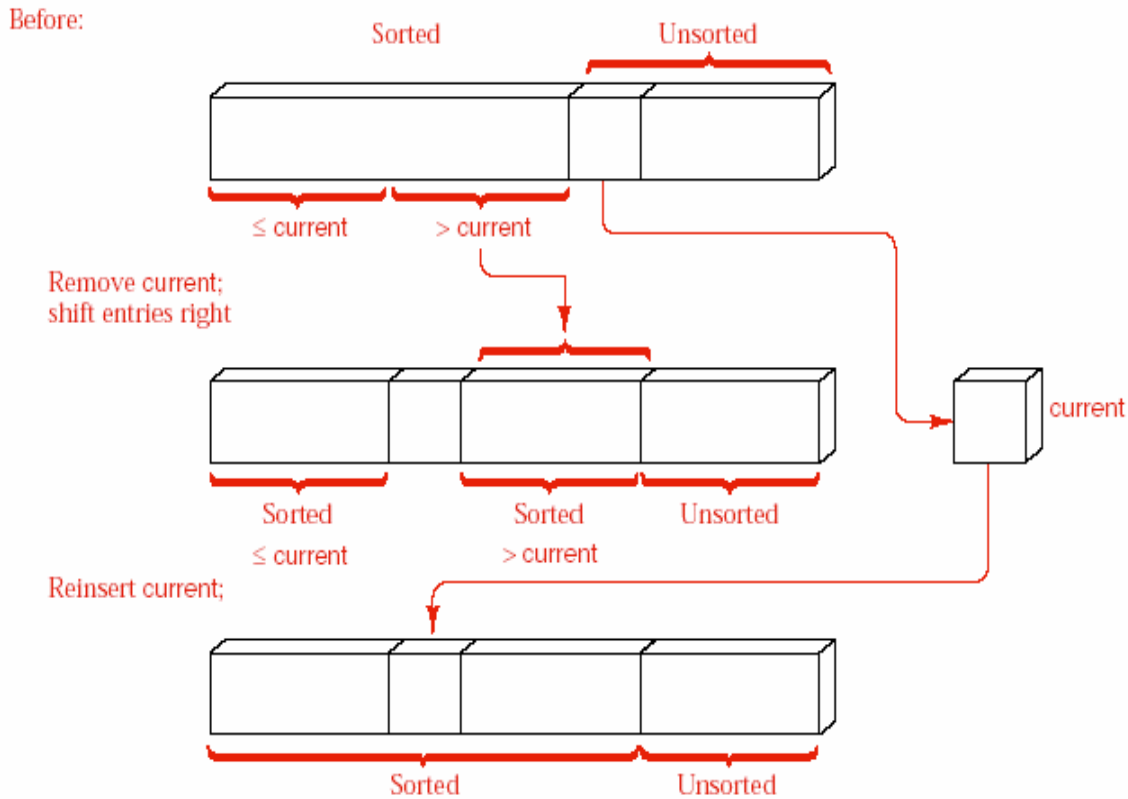 Before:
Sorted Unsorted
≤ current > current
Remove current;
shift entries right
current
Sorted Sorted Unsorted
≤ current > current
Reinsert current;
Sorted Unsorted